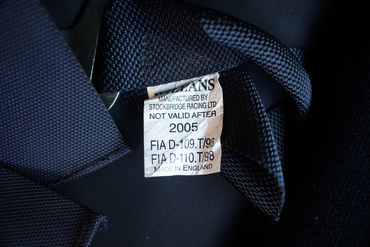 MANUFACTURED BY
STOCKBRIDGE RACING LTD
NOT VALID AFTER
2005
FIA D-109.T/98
FIA D-110.T/98
MADE IN ENGLAND